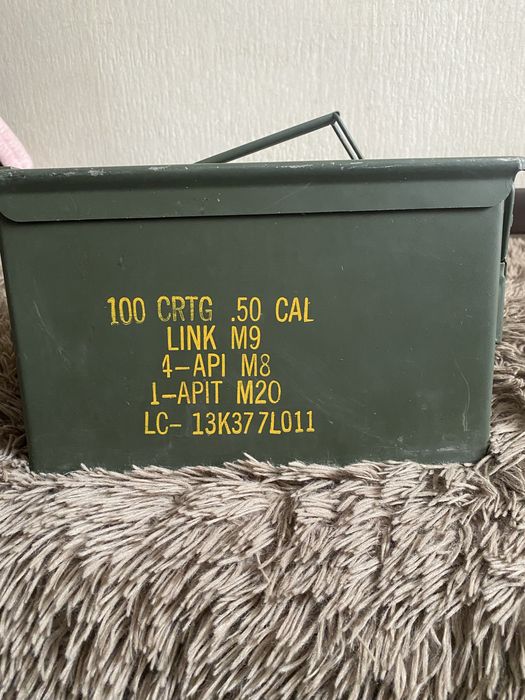 100 CRTG .50 CAL
LINK M9
4-API M8
1-APIT M20
LC- 13K377L011